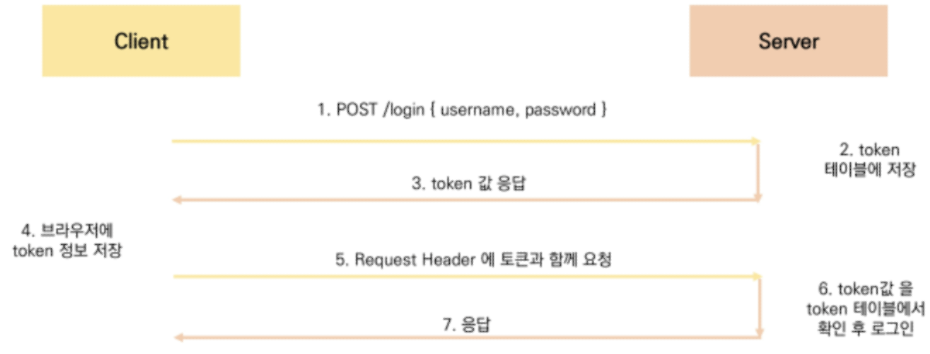 Client
Server
1. POST /login { username, password }
2. token
테이블에 저장
3. token 값 응답
4. 브라우저에
token 정보 저장
5. Request Header 에 토큰과 함께 요청
6. token값 을
token 테이블에서
확인 후 로그인
7. 응답